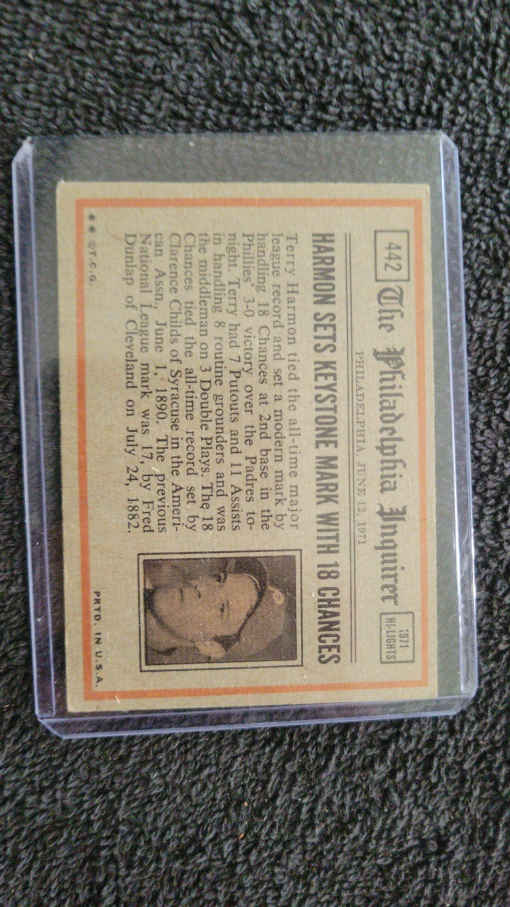 442
The Philadelphia Inquirer
1971
HI-LIGHTS
PHILADELPHIA, JUNE 12, 1971
HARMON SETS KEYSTONE MARK WITH 18 CHANCES
Terry Harmon tied the all-time major
league record and set a modern mark by
handling 18 Chances at 2nd base in the
Phillies' 3-0 victory over the Padres to-
night. Terry had 7 Putouts and 11 Assists
in handling 8 routine grounders and was
the middleman on 3 Double Plays. The 18
Chances tied the all-time record set by
Clarence Childs of Syracuse in the Ameri-
can Assn., June 1, 1890. The previous
National League mark was 17, by Fred
Dunlap of Cleveland on July 24, 1882.
** © T.C.G.
PRTD. IN U.S.A.